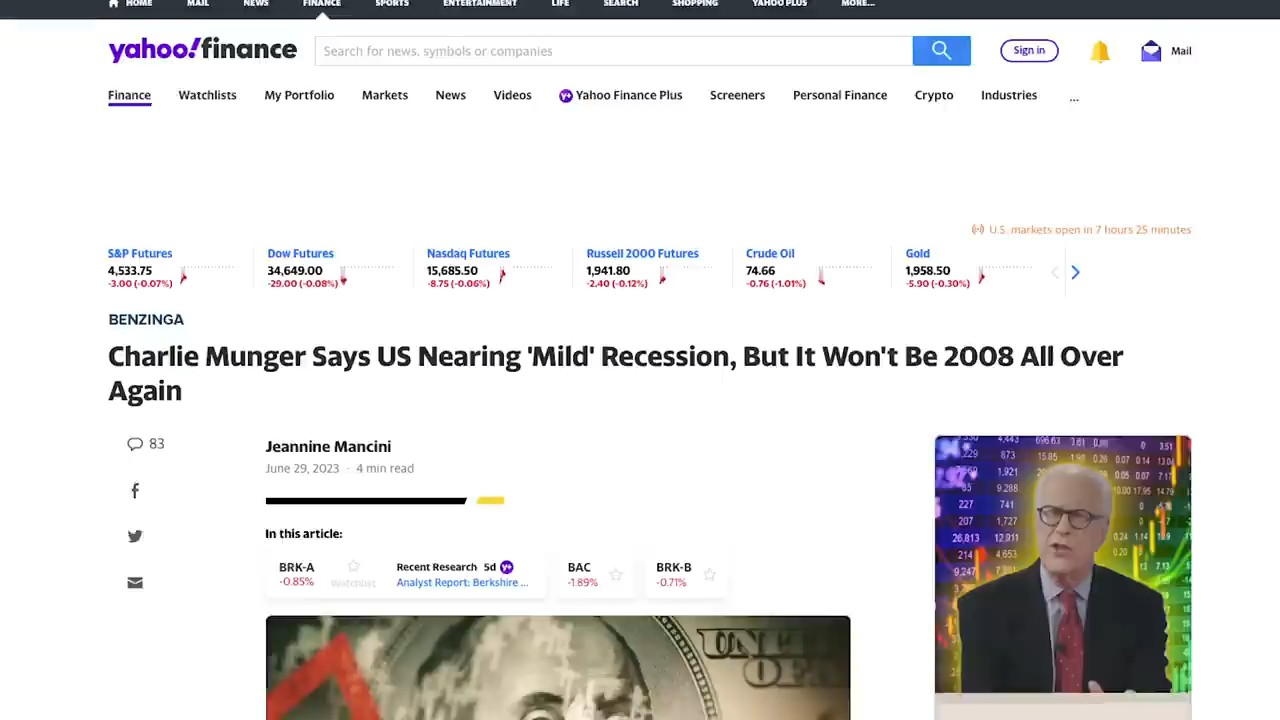 HOME MAIL NEWS FINANCE SPORTS ENTERTAINMENT LIFE SEARCH SHOPPING YAHOO PLUS MORE...
yahoo!finance
Search for news, symbols or companies
Sign in
Mail
Finance Watchlists My Portfolio Markets News Videos Yahoo Finance Plus Screeners Personal Finance Crypto Industries ...
U.S. markets open in 7 hours 25 minutes
S&P Futures
4,533.75
-3.00 (-0.07%)
Dow Futures
34,649.00
-29.00 (-0.08%)
Nasdaq Futures
15,685.50
-8.75 (-0.06%)
Russell 2000 Futures
1,941.80
-2.40 (-0.12%)
Crude Oil
74.66
-0.76 (-1.01%)
Gold
1,958.50
-5.90 (-0.30%)
BENZINGA
Charlie Munger Says US Nearing 'Mild' Recession, But It Won't Be 2008 All Over
Again
83
Jeannine Mancini
June 29, 2023 · 4 min read
In this article:
BRK-A
-0.85%
Watchlist
Recent Research 5d
Analyst Report: Berkshire ...
BAC
-1.89%
BRK-B
-0.71%